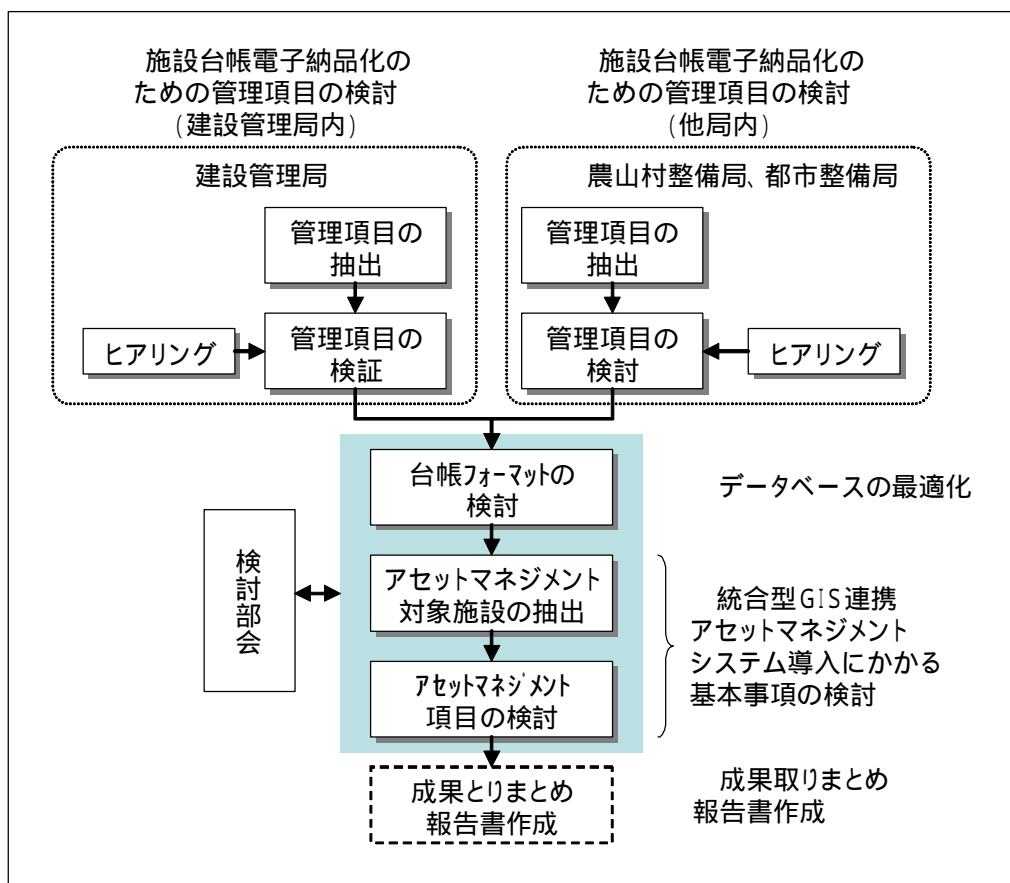 施設台帳電子納品化の
ための管理項目の検討
(建設管理局内)
施設台帳電子納品化の
ための管理項目の検討
(他局内)
建設管理局
管理項目の
抽出
ヒアリング
管理項目の
検証
農山村整備局、都市整備局
管理項目の
抽出
管理項目の
検討
ヒアリング
台帳フォーマットの
検討
データベースの最適化
検討部会
アセットマネジメント
対象施設の抽出
アセットマネジメント
項目の検討
統合型GIS連携
アセットマネジメント
システム導入にかかる
基本事項の検討
成果とりまとめ
報告書作成
成果取りまとめ
報告書作成